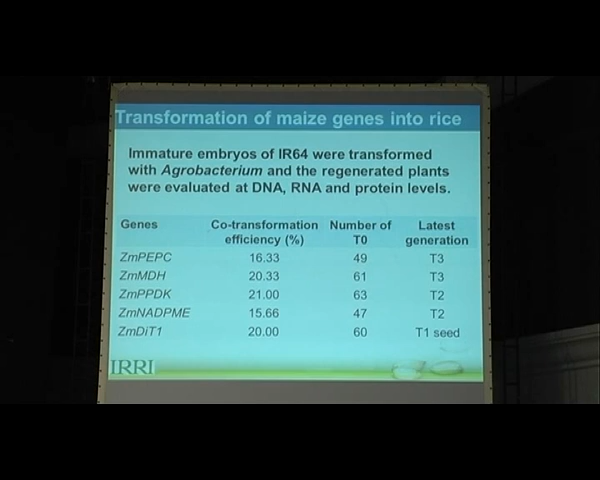 Transformation of maize genes into rice
Immature embryos of IR64 were transformed
with Agrobacterium and the regenerated plants
were evaluated at DNA, RNA and protein levels.
Genes Co-transformation efficiency (%) Number of T0 Latest generation
ZmPEPC 16.33 49 T3
ZmMDH 20.33 61 T3
ZmPPDK 21.00 63 T2
ZmNADPME 15.66 47 T2
ZmDiT1 20.00 60 T1 seed
IRRI